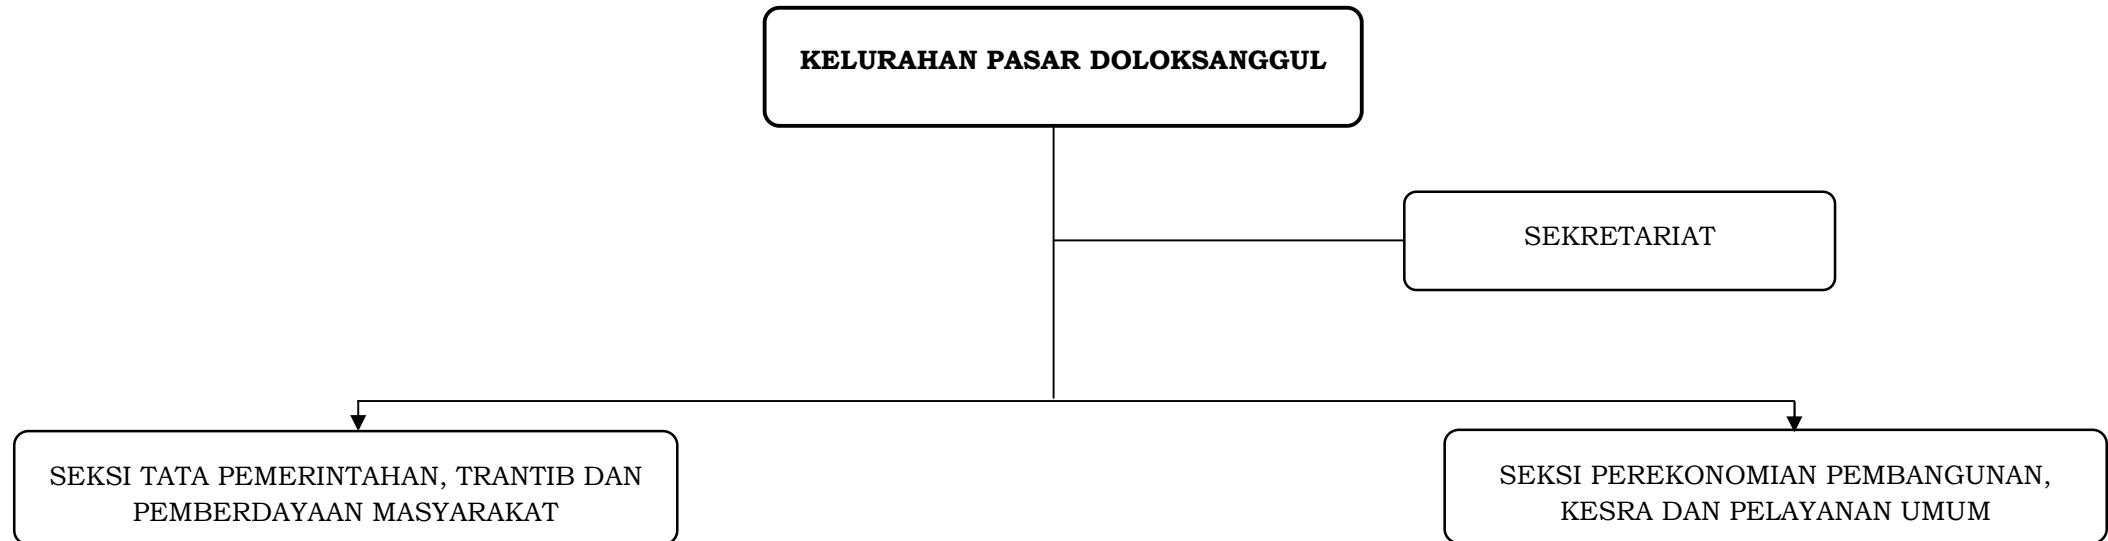 KELURAHAN PASAR DOLOKSANGGUL
SEKRETARIAT
SEKSI TATA PEMERINTAHAN, TRANTIB DAN
PEMBERDAYAAN MASYARAKAT
SEKSI PEREKONOMIAN PEMBANGUNAN,
KESRA DAN PELAYANAN UMUM